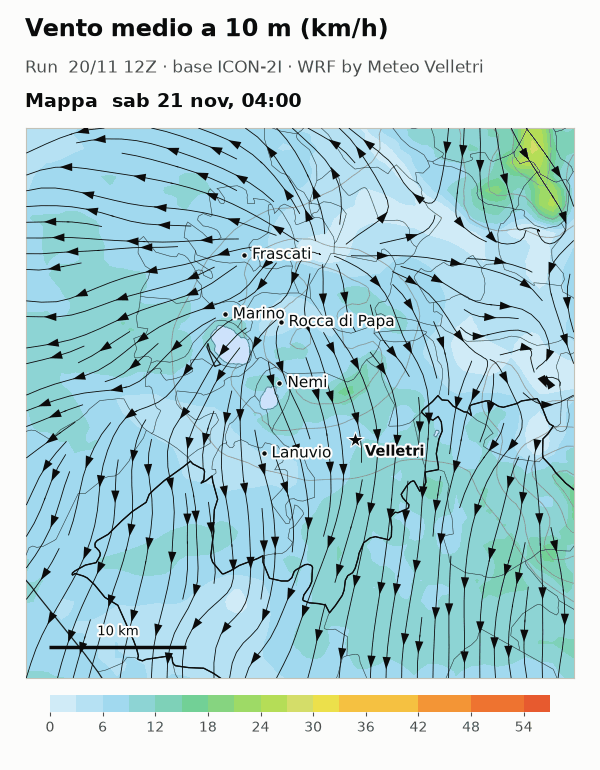 Vento medio a 10 m (km/h)
Run  20/11 12Z · base ICON-2I · WRF by Meteo Velletri
Mappa  sab 21 nov, 04:00
Frascati
Marino
Rocca di Papa
Nemi
Velletri
Lanuvio
10 km
0 6 12 18 24 30 36 42 48 54